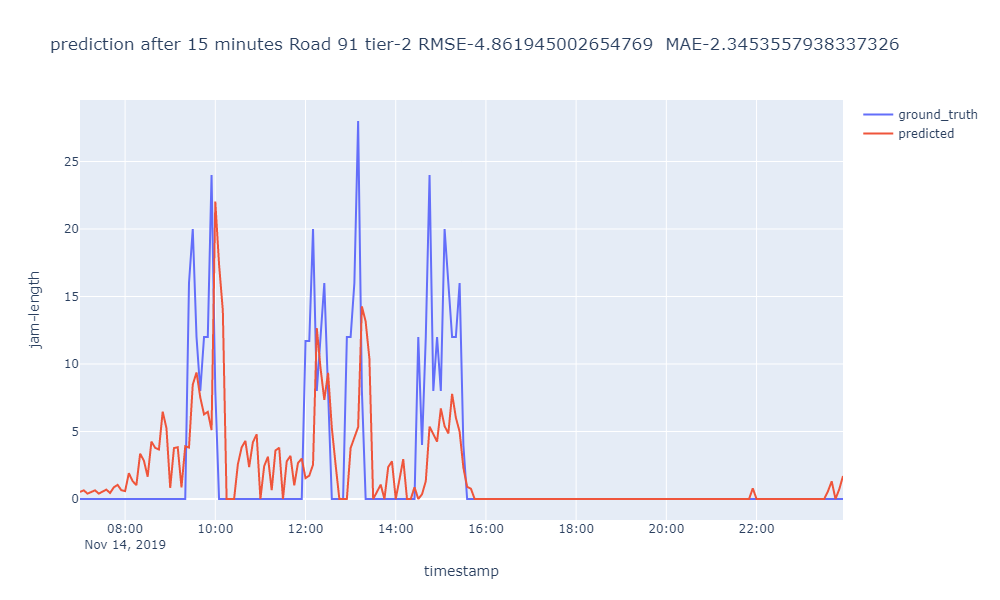 prediction after 15 minutes Road 91 tier-2 RMSE-4.861945002654769 MAE-2.3453557938337326
ground_truth
predicted
jam-length
25
20
15
10
5
0
08:00 10:00 12:00 14:00 16:00 18:00 20:00 22:00
Nov 14, 2019
timestamp